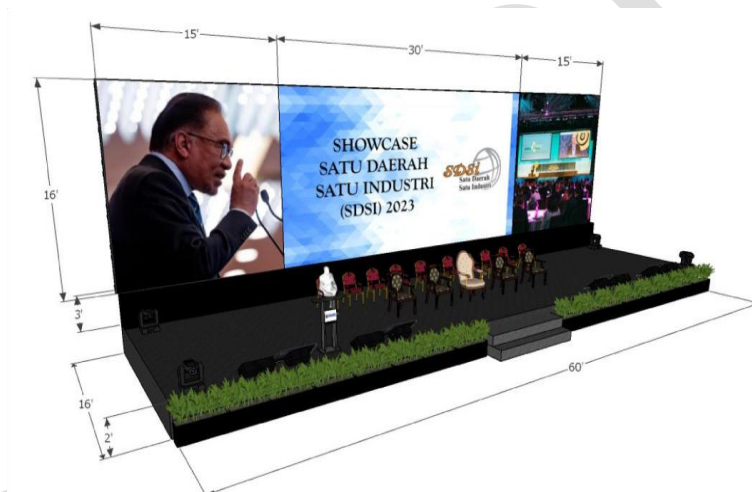 15'
30'
15'
16'
SHOWCASE
SATU DAERAH
SATU INDUSTRI
(SDSI) 2023
SDSi
Satu Daerah
Satu Industri
3'
16'
2'
60'